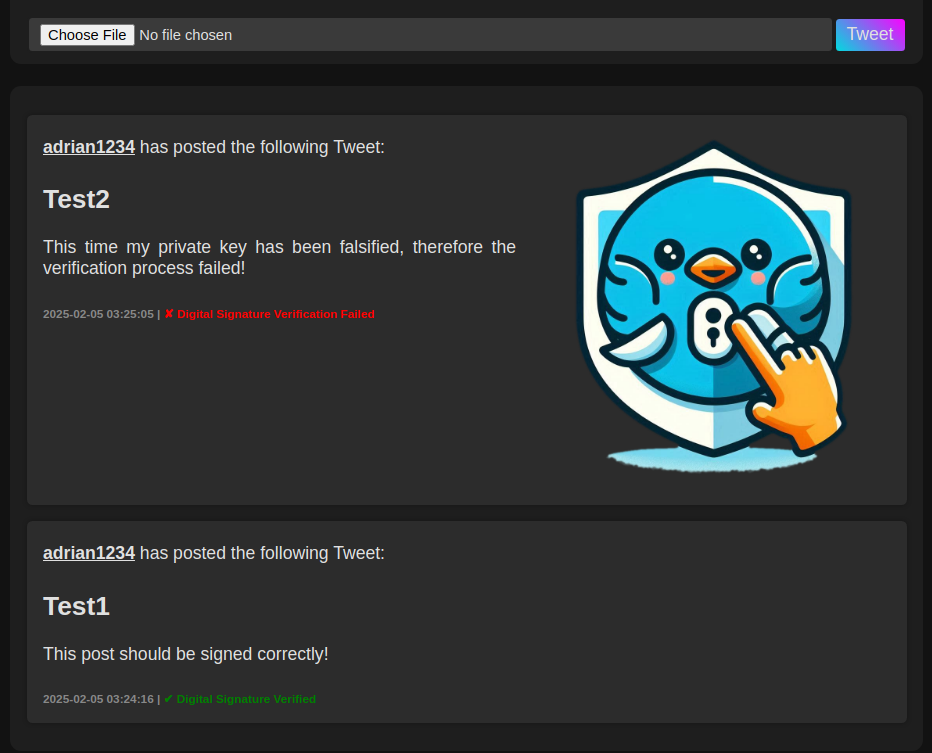 Choose File No file chosen Tweet
adrian1234 has posted the following Tweet:
Test2
This time my private key has been falsified, therefore the
verification process failed!
2025-02-05 03:25:05 | ✘ Digital Signature Verification Failed
adrian1234 has posted the following Tweet:
Test1
This post should be signed correctly!
2025-02-05 03:24:16 | ✔ Digital Signature Verified